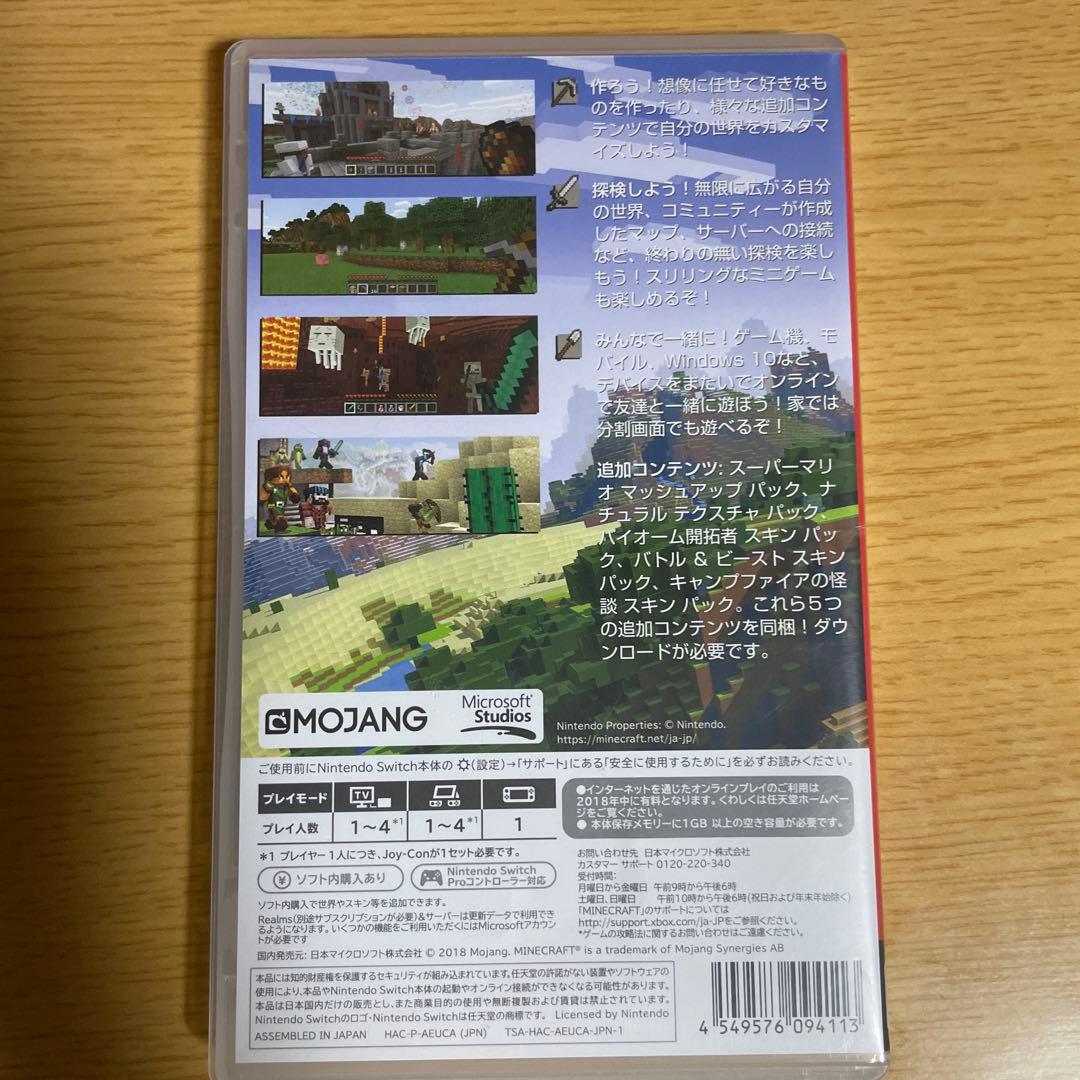 作ろう！想像に任せて好きなも
のを作ったり、様々な追加コン
テンツで自分の世界をカスタマ
イズしよう！
探検しよう！無限に広がる自分
の世界、コミュニティーが作成
したマップ、サーバーへの接続
など、終わりの無い探検を楽し
もう！スリリングなミニゲーム
も楽しめるぞ！
みんなで一緒に！ゲーム機、モ
バイル、Windows 10など、
デバイスをまたいでオンライン
で友達と一緒に遊ぼう！家では
分割画面でも遊べるぞ！
追加コンテンツ: スーパーマリ
オ マッシュアップ パック、ナ
チュラル テクスチャ パック、
バイオーム開拓者 スキン パッ
ク、バトル & ビースト スキン
パック、キャンプファイアの怪
談 スキン パック。これら5つ
の追加コンテンツを同梱！ダウ
ンロードが必要です。
MOJANG
Microsoft
Studios
Nintendo Properties: © Nintendo.
https://minecraft.net/ja-jp/
ご使用前にNintendo Switch本体の (設定)→「サポート」にある「安全に使用するために」を必ずお読みください。
プレイモード TV
プレイ人数 1～4*1 1～4*1 1
●インターネットを通じたオンラインプレイのご利用は
2018年中に有料となります。くわしくは任天堂ホームペー
ジをご覧ください。
● 本体保存メモリーに1GB 以上の空き容量が必要です。
*1 プレイヤー1人につき、Joy-Conが1セット必要です。
¥ ソフト内購入あり
Nintendo Switch
Proコントローラー対応
ソフト内購入で世界やスキン等を追加できます。
Realms(別途サブスクリプションが必要)&サーバーは更新データで利用でき
るようになります。いくつかの機能をご利用いただくにはMicrosoftアカウン
トが必要です
お問い合わせ先 日本マイクロソフト株式会社
カスタマー サポート 0120-220-340
受付時間:
月曜日から金曜日 午前9時から午後6時
土曜日、日曜日 午前10時から午後6時(祝日および年末年始除く)
「MINECRAFT」のサポートについては
http://support.xbox.com/ja-JPをご参照ください。
*ゲームの攻略法に関するお問い合わせはご遠慮ください。
国内発売元: 日本マイクロソフト株式会社 © 2018 Mojang. MINECRAFT® is a trademark of Mojang Synergies AB
本品には知的財産権を保護するセキュリティが組み込まれています。任天堂の許諾がない装置やソフトウェアの
使用により、本品やNintendo Switch本体の起動やオンライン接続ができなくなる可能性があります。
本品は日本国内だけの販売とし、また商業目的の使用や無断複製および賃貸は禁止されています。
Nintendo Switchのロゴ・Nintendo Switchは任天堂の商標です。 Licensed by Nintendo
ASSEMBLED IN JAPAN HAC-P-AEUCA (JPN) TSA-HAC-AEUCA-JPN-1
4 549576 094113